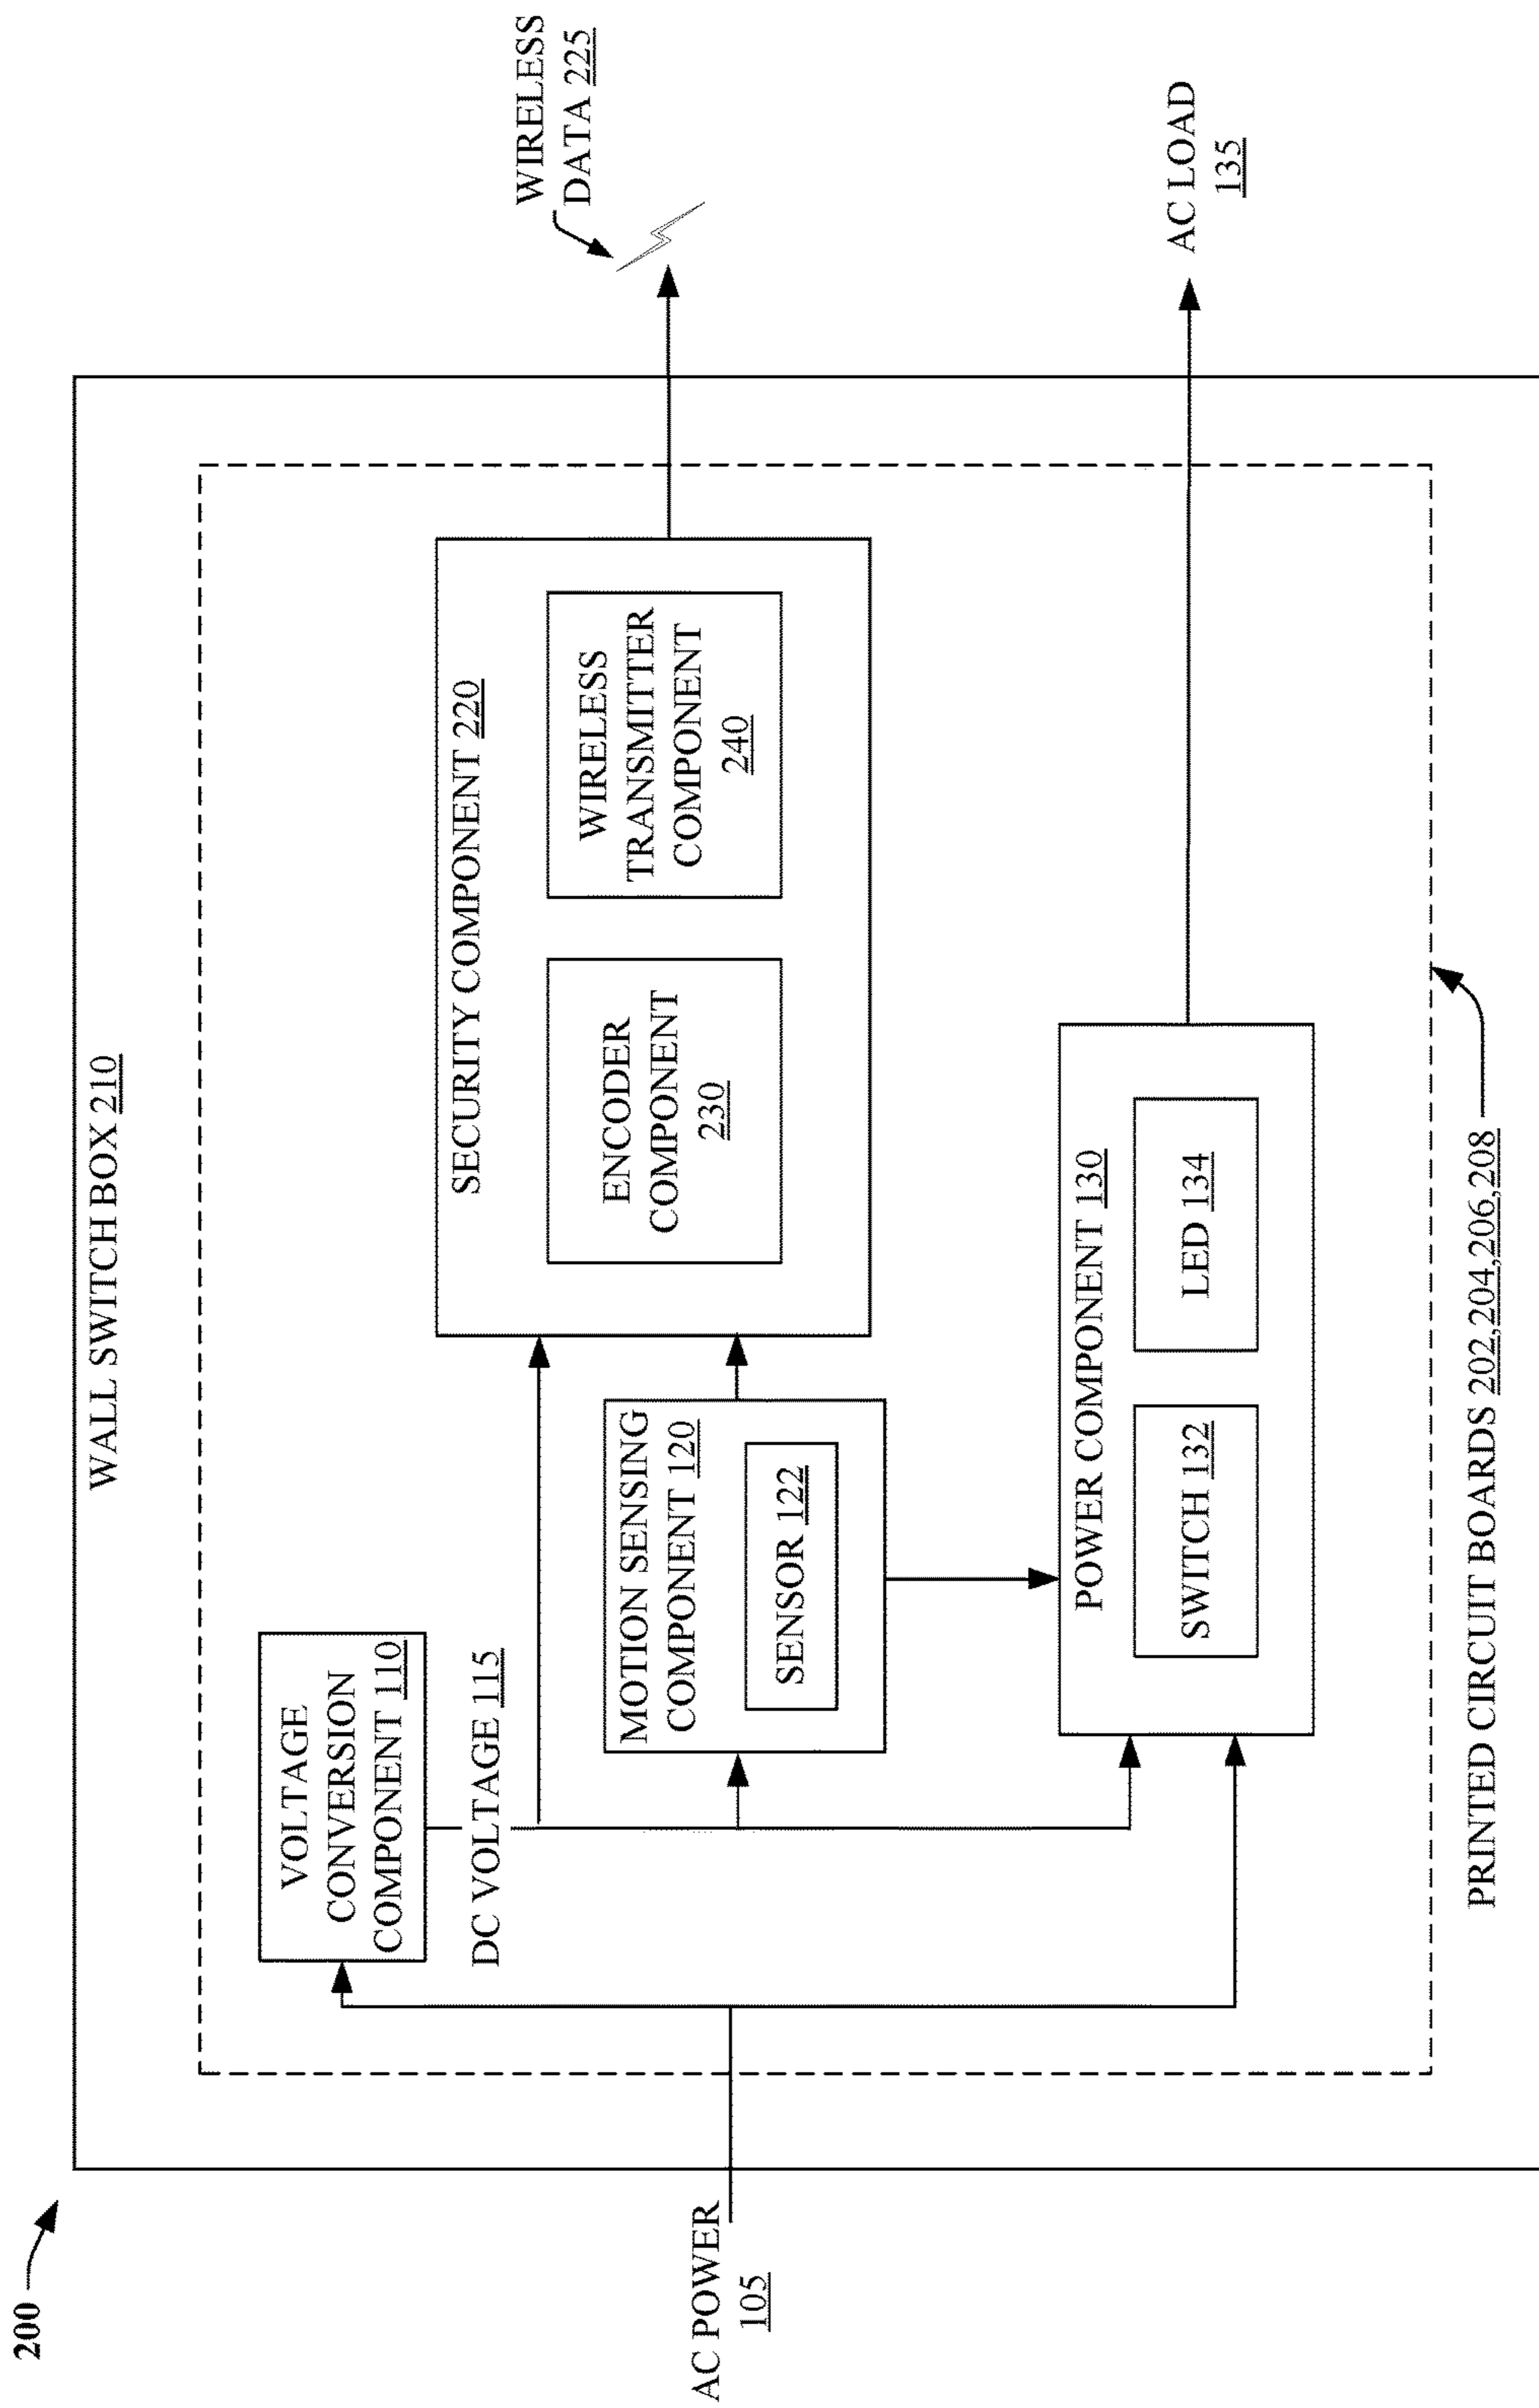 200
WALL SWITCH BOX 210
VOLTAGE
CONVERSION
COMPONENT 110
DC VOLTAGE 115
SECURITY COMPONENT 220
ENCODER
COMPONENT
230
WIRELESS
TRANSMITTER
COMPONENT
240
WIRELESS
DATA 225
MOTION SENSING
COMPONENT 120
SENSOR 122
AC POWER
105
POWER COMPONENT 130
SWITCH 132
LED 134
AC LOAD
135
PRINTED CIRCUIT BOARDS 202,204,206,208